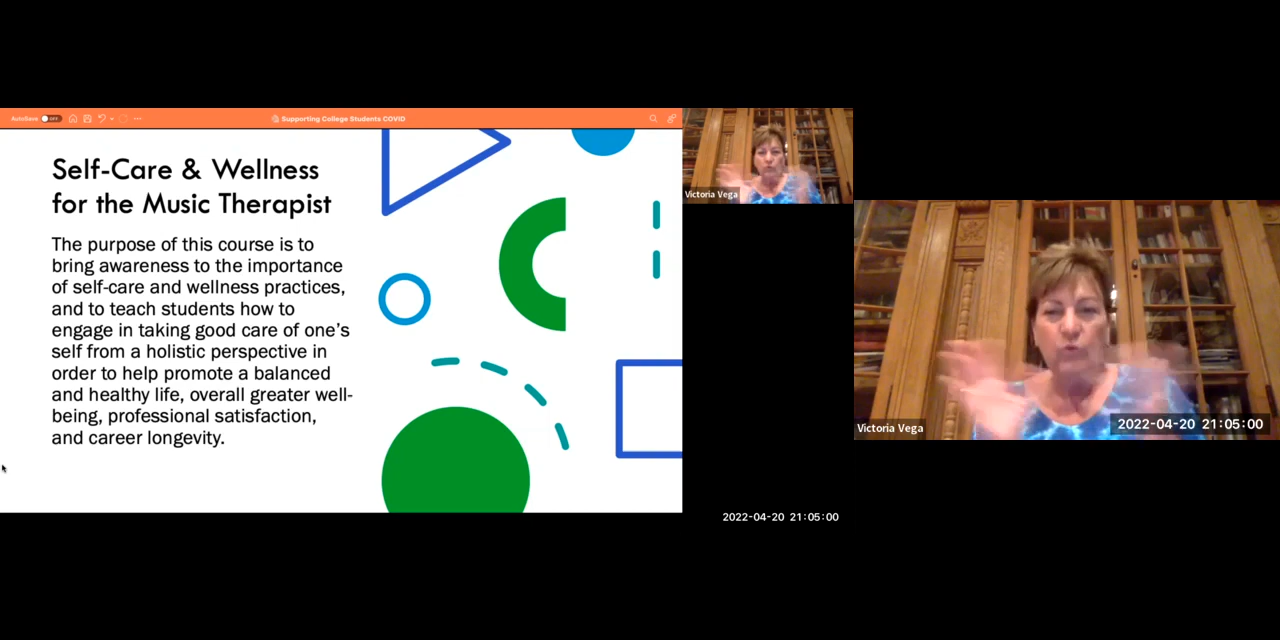 AutoSave OFF
Supporting College Students COVID
Self-Care & Wellness
for the Music Therapist
The purpose of this course is to
bring awareness to the importance
of self-care and wellness practices,
and to teach students how to
engage in taking good care of one's
self from a holistic perspective in
order to help promote a balanced
and healthy life, overall greater well-
being, professional satisfaction,
and career longevity.
Victoria Vega
2022-04-20 21:05:00
Victoria Vega
2022-04-20 21:05:00